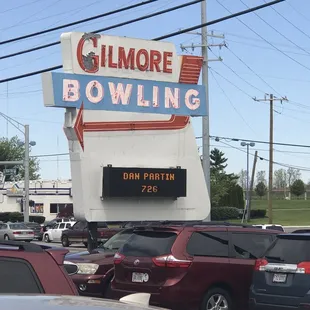 GILMORE
BOWLING
DAN PARTIN
726